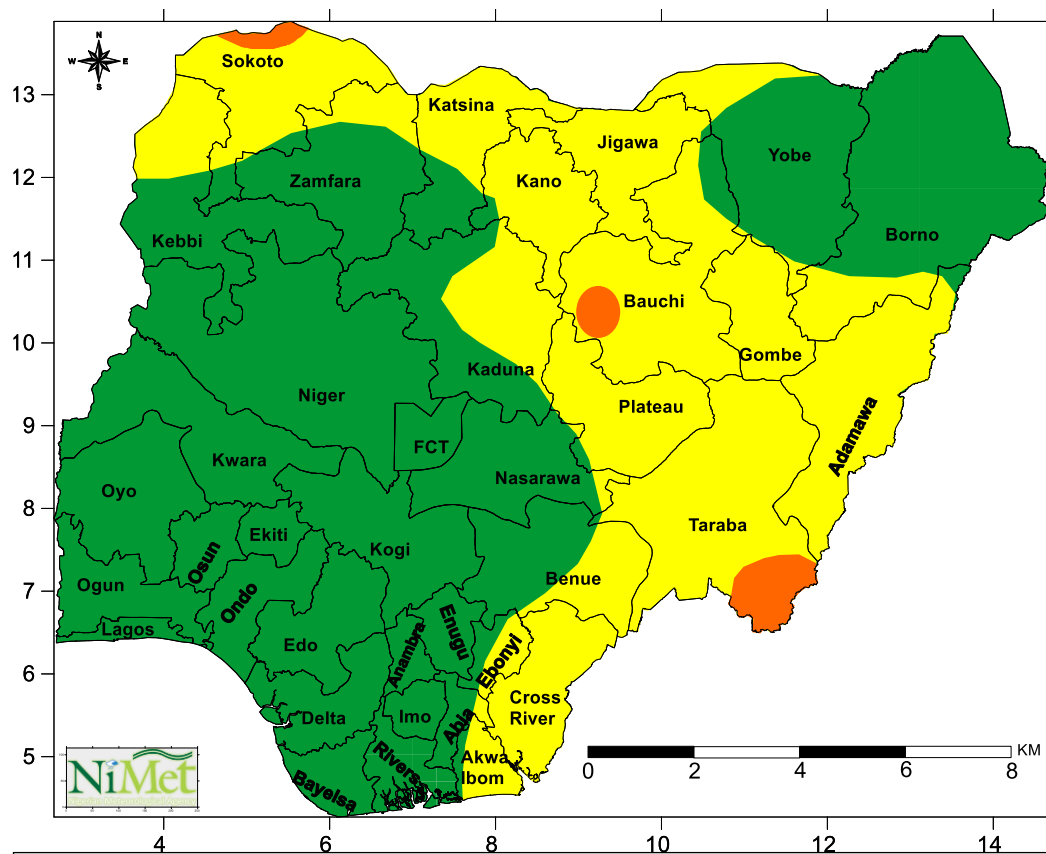 N
W E
S
Sokoto
13
Katsina
Jigawa
Yobe
12
Zamfara
Kano
Kebbi
Borno
11
Bauchi
10
Gombe
Kaduna
Niger
Plateau
Adamawa
9
FCT
Kwara
Nasarawa
Oyo
8
Taraba
Ekiti
Kogi
Osun
Ogun
7
Benue
Ondo
Lagos
Enugu
Edo
Anambra
Ebonyi
6
Cross
River
Delta
Imo
Abia
5
Rivers
Akwa
Ibom
Bayelsa
NiMet
KM
0 2 4 6 8
4 6 8 10 12 14